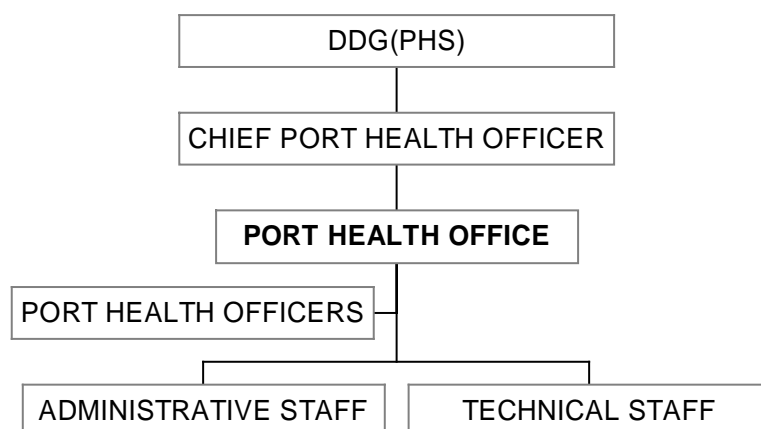 DDG(PHS)
CHIEF PORT HEALTH OFFICER
PORT HEALTH OFFICE
PORT HEALTH OFFICERS
ADMINISTRATIVE STAFF
TECHNICAL STAFF